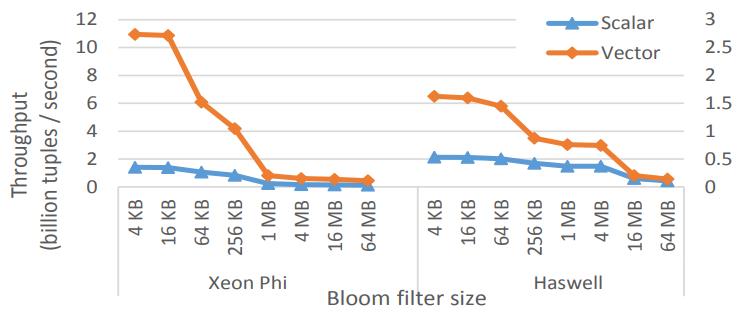 Throughput
(billion tuples / second)
12
10
8
6
4
2
0
3
2.5
2
1.5
1
0.5
0
Scalar
Vector
4 KB
16 KB
64 KB
256 KB
1 MB
4 MB
16 MB
64 MB
4 KB
16 KB
64 KB
256 KB
1 MB
4 MB
16 MB
64 MB
Xeon Phi
Haswell
Bloom filter size